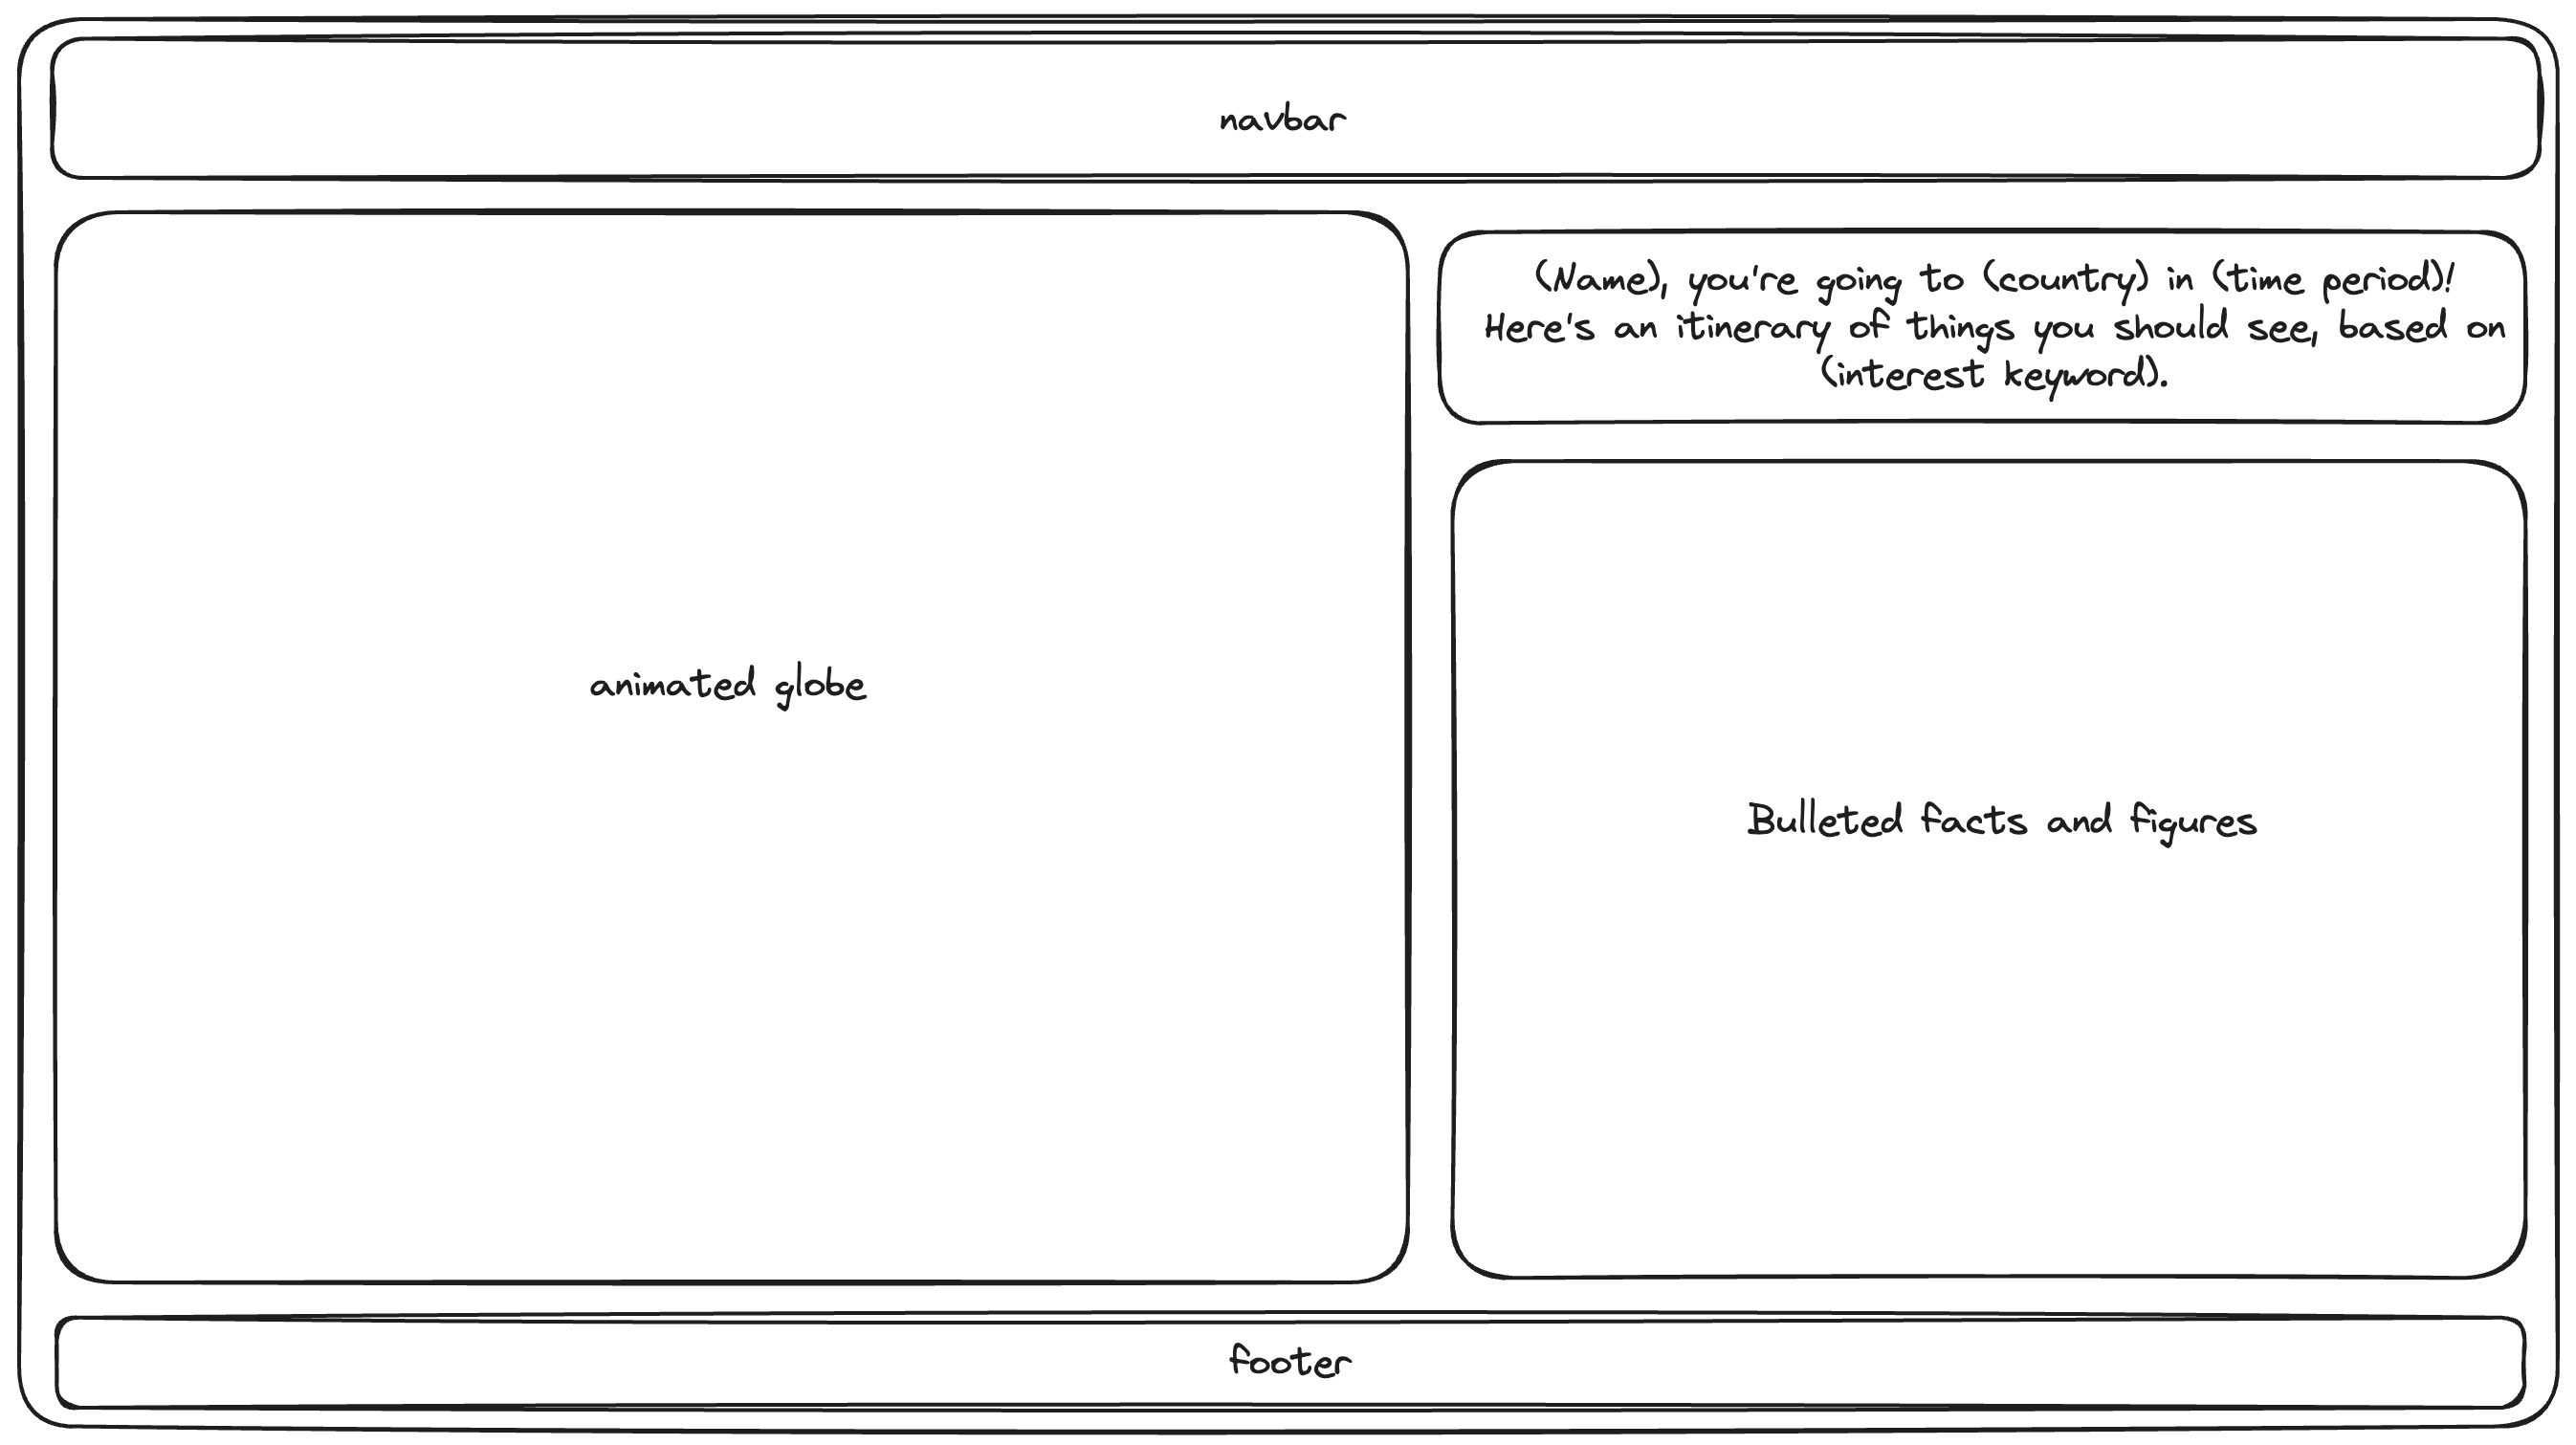 navbar
animated globe
(Name), you're going to (country) in (time period)!
Here's an itinerary of things you should see, based on
(interest keyword).
Bulleted facts and figures
footer